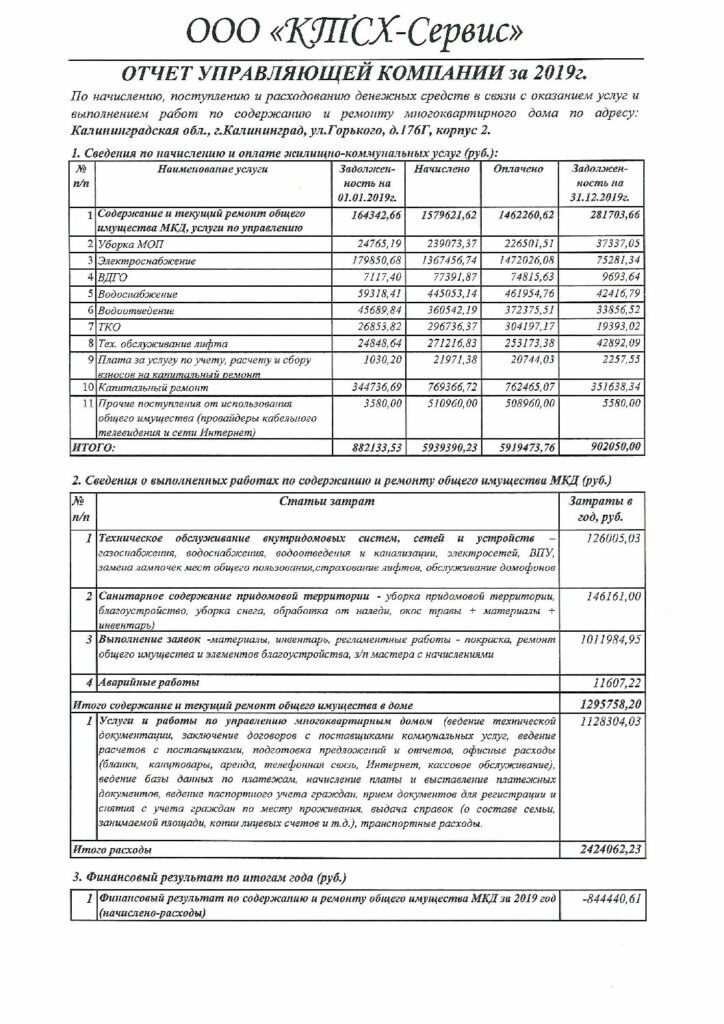 ООО «КТСХ-Сервис»
ОТЧЕТ УПРАВЛЯЮЩЕЙ КОМПАНИИ за 2019г.
По начислению, поступлению и расходованию денежных средств в связи с оказанием услуг и
выполнением работ по содержанию и ремонту многоквартирного дома по адресу:
Калининградская обл., г.Калининград, ул.Горького, д.176Г, корпус 2.
1. Сведения по начислению и оплате жилищно-коммунальных услуг (руб.):
№ п/п Наименование услуги Задолжен-ность на 01.01.2019г. Начислено Оплачено Задолжен-ность на 31.12.2019г.
1 Содержание и текущий ремонт общего 164342,66 1579621,62 1462260,62 281703,66
имущества МКД, услуги по управлению
2 Уборка МОП 24765,19 239073,37 226501,51 37337,05
3 Электроснабжение 179850,68 1367456,74 1472026,08 75281,34
4 ВДГО 7117,40 77391,87 74815,63 9693,64
5 Водоснабжение 59318,41 445053,14 461954,76 42416,79
6 Водоотведение 45689,84 360542,19 372375,51 33856,52
7 ТКО 26853,82 296736,37 304197,17 19393,02
8 Тех. обслуживание лифта 24848,64 271216,83 253173,38 42892,09
9 Плата за услугу по учету, расчету и сбору 1030,20 21971,38 20744,03 2257,55
взносов на капитальный ремонт
10 Капитальный ремонт 344736,69 769366,72 762465,07 351638,34
11 Прочие поступления от использования 3580,00 510960,00 508960,00 5580,00
общего имущества (провайдеры кабельного
телевидения и сети Интернет)
ИТОГО: 882133,53 5939390,23 5919473,76 902050,00
2. Сведения о выполненных работах по содержанию и ремонту общего имущества МКД (руб.)
№ п/п Статьи затрат Затраты в год, руб.
1 Техническое обслуживание внутридомовых систем, сетей и устройств – 126005,03
газоснабжения, водоснабжения, водоотведения и канализации, электросетей, ВПУ,
замена лампочек мест общего пользования,страхование лифтов, обслуживание домофонов
2 Санитарное содержание придомовой территории - уборка придомовой территории, 146161,00
благоустройство, уборка снега, обработка от наледи, окос травы + материалы +
инвентарь)
3 Выполнение заявок -материалы, инвентарь, регламентные работы - покраска, ремонт 1011984,95
общего имущества и элементов благоустройства, з/п мастера с начислениями
4 Аварийные работы 11607,22
Итого содержание и текущий ремонт общего имущества в доме 1295758,20
1 Услуги и работы по управлению многоквартирным домом (ведение технической 1128304,03
документации, заключение договоров с поставщиками коммунальных услуг, ведение
расчетов с поставщиками, подготовка предложений и отчетов, офисные расходы
(бланки, канцтовары, аренда, телефонная связь, Интернет, кассовое обслуживание),
ведение базы данных по платежам, начисление платы и выставление платежных
документов, ведение паспортного учета граждан, прием документов для регистрации и
снятия с учета граждан по месту проживания, выдача справок (о составе семьи,
занимаемой площади, копии лицевых счетов и т.д.), транспортные расходы.
Итого расходы 2424062,23
3. Финансовый результат по итогам года (руб.)
1 Финансовый результат по содержанию и ремонту общего имущества МКД за 2019 год -844440,61
(начислено-расходы)